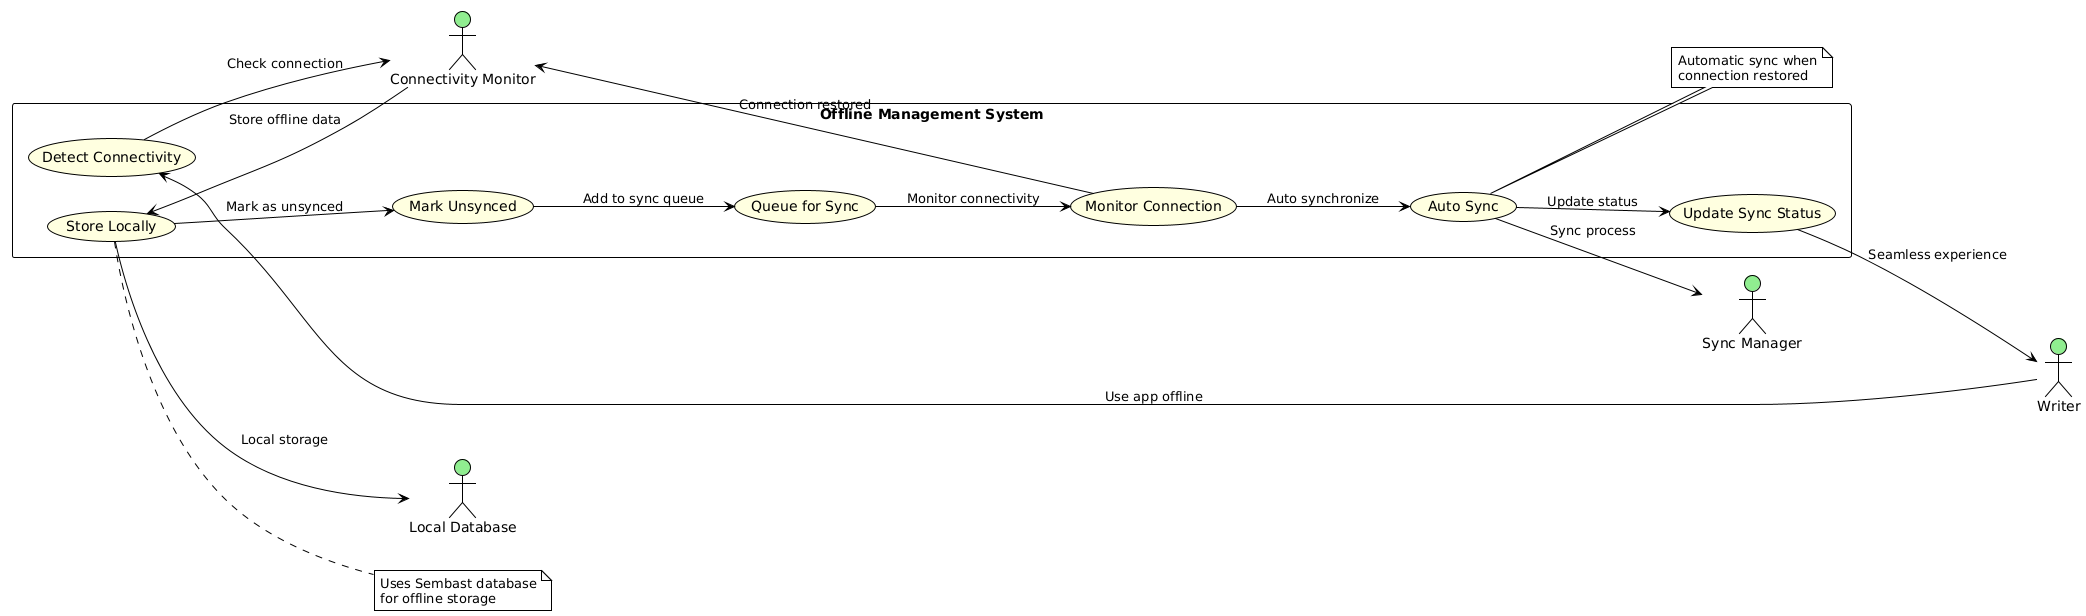 Check connection
Connectivity Monitor
Automatic sync when
connection restored
Connection restored
Offline Management System
Store offline data
Detect Connectivity
Store Locally
Mark as unsynced
Mark Unsynced
Add to sync queue
Queue for Sync
Monitor connectivity
Monitor Connection
Auto synchronize
Auto Sync
Update status
Update Sync Status
Sync process
Seamless experience
Sync Manager
Use app offline
Writer
Local storage
Local Database
Uses Sembast database
for offline storage